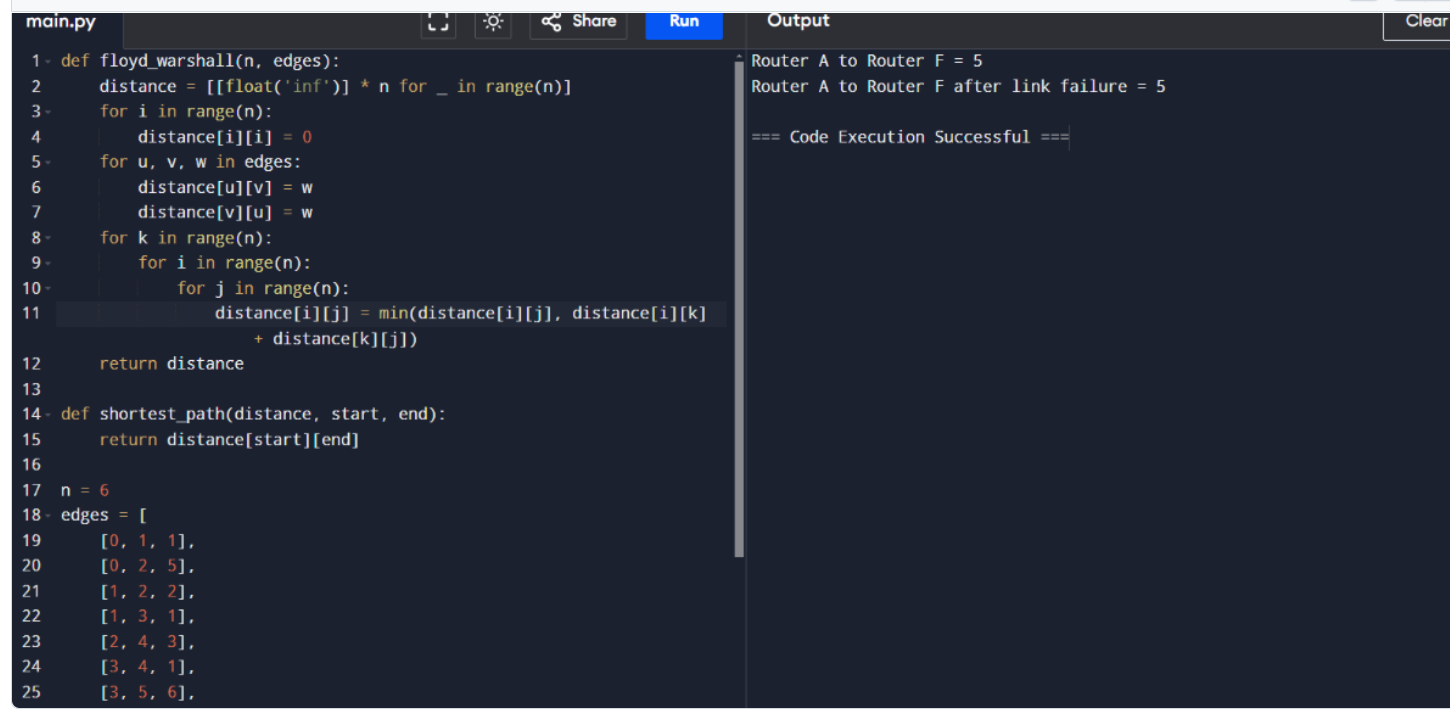 main.py
Share
Run
Output
Clear
1 def floyd_warshall(n, edges):
2     distance = [[float('inf')] * n for _ in range(n)]
3     for i in range(n):
4         distance[i][i] = 0
5     for u, v, w in edges:
6         distance[u][v] = w
7         distance[v][u] = w
8     for k in range(n):
9         for i in range(n):
10             for j in range(n):
11                 distance[i][j] = min(distance[i][j], distance[i][k]
                    + distance[k][j])
12     return distance
13
14 def shortest_path(distance, start, end):
15     return distance[start][end]
16
17 n = 6
18 edges = [
19     [0, 1, 1],
20     [0, 2, 5],
21     [1, 2, 2],
22     [1, 3, 1],
23     [2, 4, 3],
24     [3, 4, 1],
25     [3, 5, 6],
Router A to Router F = 5
Router A to Router F after link failure = 5
=== Code Execution Successful ===